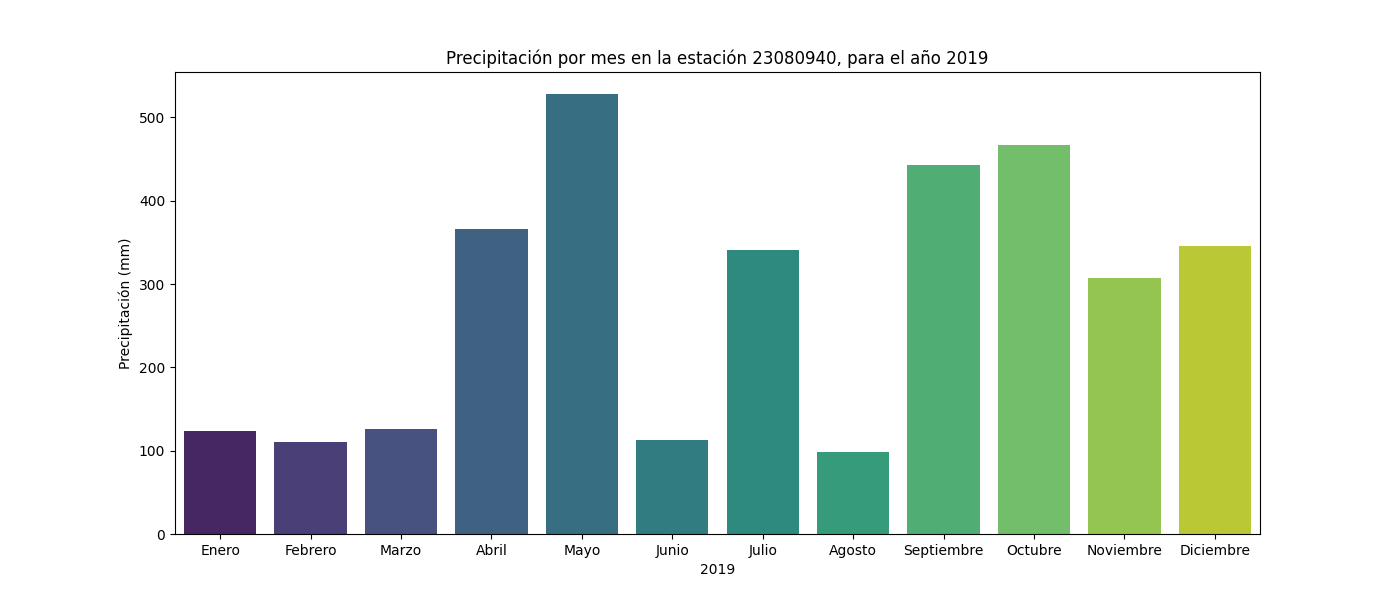 Precipitación por mes en la estación 23080940, para el año 2019
Precipitación (mm)
500
400
300
200
100
0
Enero Febrero Marzo Abril Mayo Junio Julio Agosto Septiembre Octubre Noviembre Diciembre
2019